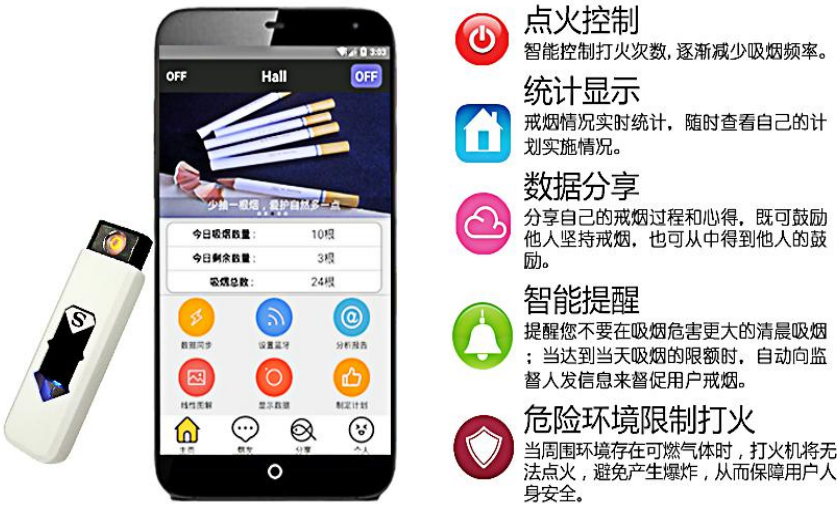 3:03
OFF
Hall
OFF
少抽一根烟，爱护自然多一点
今日吸烟数量：
10根
今日剩余数量：
3根
吸烟总数：
24根
数据同步
设置蓝牙
分析报告
线性图解
显示数据
制定计划
主页
分享
个人
S
点火控制
智能控制打火次数,逐渐减少吸烟频率。
统计显示
戒烟情况实时统计，随时查看自己的计
划实施情况。
数据分享
分享自己的戒烟过程和心得，既可鼓励
他人坚持戒烟，也可从中得到他人的鼓
励。
智能提醒
提醒您不要在吸烟危害更大的清晨吸烟
；当达到当天吸烟的限额时，自动向监
督人发信息来督促用户戒烟。
危险环境限制打火
当周围环境存在可燃气体时，打火机将无
法点火，避免产生爆炸，从而保障用户人
身安全。